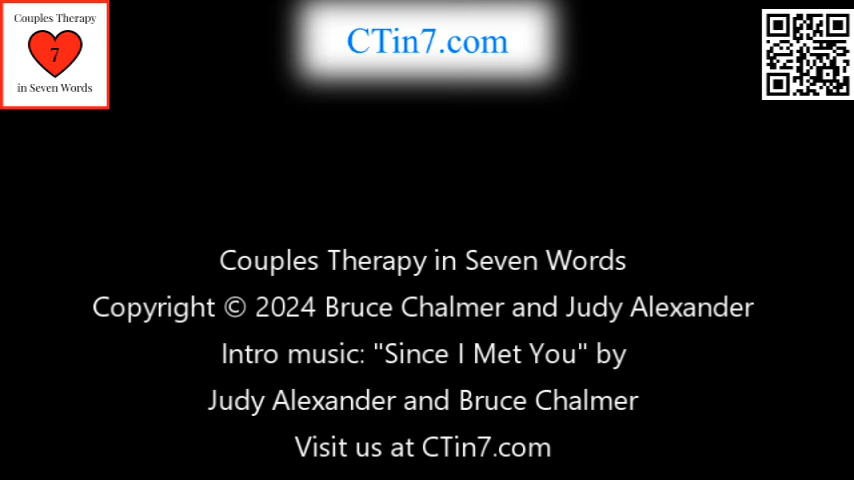 Couples Therapy
7
in Seven Words
CTin7.com
Couples Therapy in Seven Words
Copyright © 2024 Bruce Chalmer and Judy Alexander
Intro music: "Since I Met You" by
Judy Alexander and Bruce Chalmer
Visit us at CTin7.com